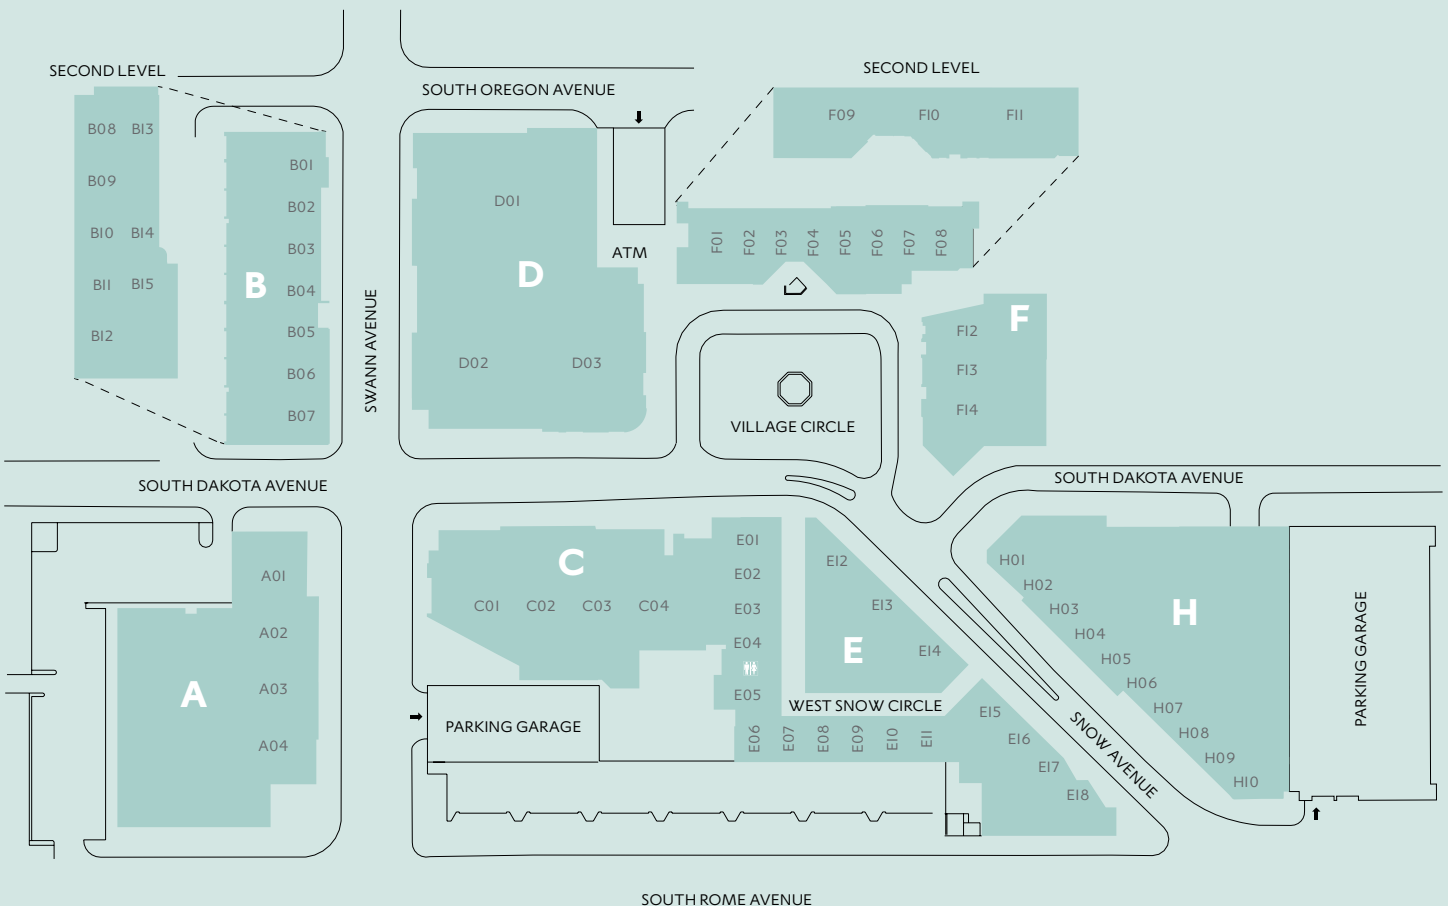 SECOND LEVEL
SOUTH OREGON AVENUE
SECOND LEVEL
B08 B13
B09
B10 B14
B11 B15
B12
B01
B02
B03
B
B04
B05
B06
B07
SWANN AVENUE
D01
D
D02 D03
ATM
F09 F10 F11
F01 F02 F03 F04 F05 F06 F07 F08
F
F12
F13
F14
VILLAGE CIRCLE
SOUTH DAKOTA AVENUE
SOUTH DAKOTA AVENUE
A01
A02
A03
A
A04
C
C01 C02 C03 C04
E01
E02
E03
E04
E05
E06 E07 E08 E09 E10 E11
E12
E13
E14
E
WEST SNOW CIRCLE
E15
E16
E17
E18
PARKING GARAGE
SNOW AVENUE
H01
H02
H03
H04
H05
H06
H07
H08
H09
H10
H
PARKING GARAGE
SOUTH ROME AVENUE